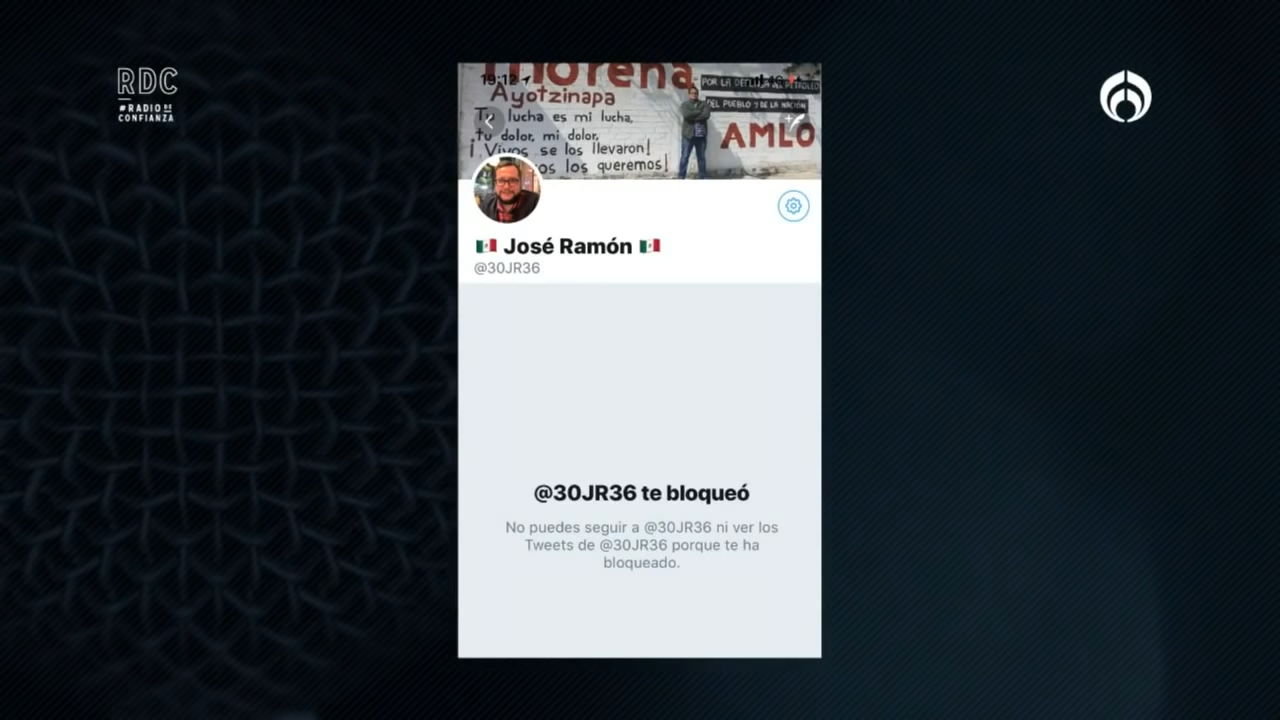 RDC
#RADIO DE
CONFIANZA
19:12
morena
Ayotzinapa
Tu lucha es mi lucha,
tu dolor, mi dolor,
¡Vivos se los llevaron!
los queremos!
POR LA DEFENSA DEL PETROLEO
DEL PUEBLO Y DE LA NACIÓN
AMLO
🇲🇽 José Ramón 🇲🇽
@30JR36
@30JR36 te bloqueó
No puedes seguir a @30JR36 ni ver los
Tweets de @30JR36 porque te ha
bloqueado.